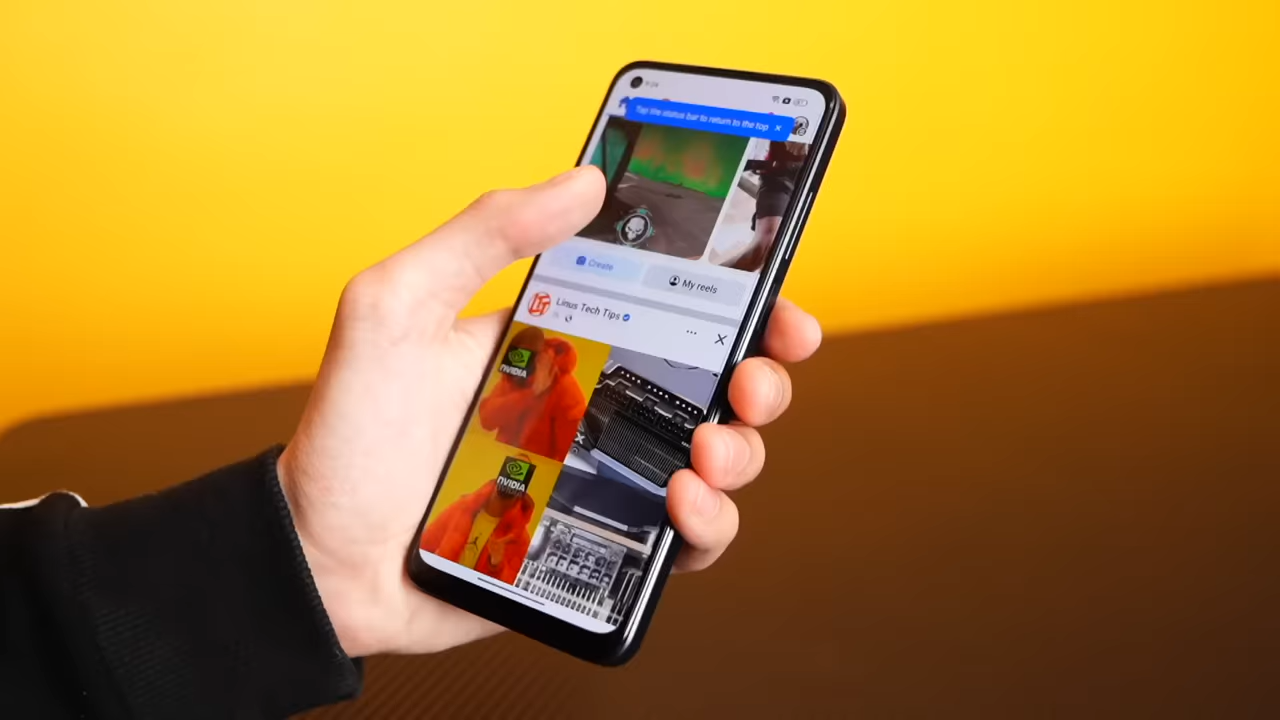 Tap the status bar to return to the top
Create
My reels
Linus Tech Tips
NVIDIA
NVIDIA